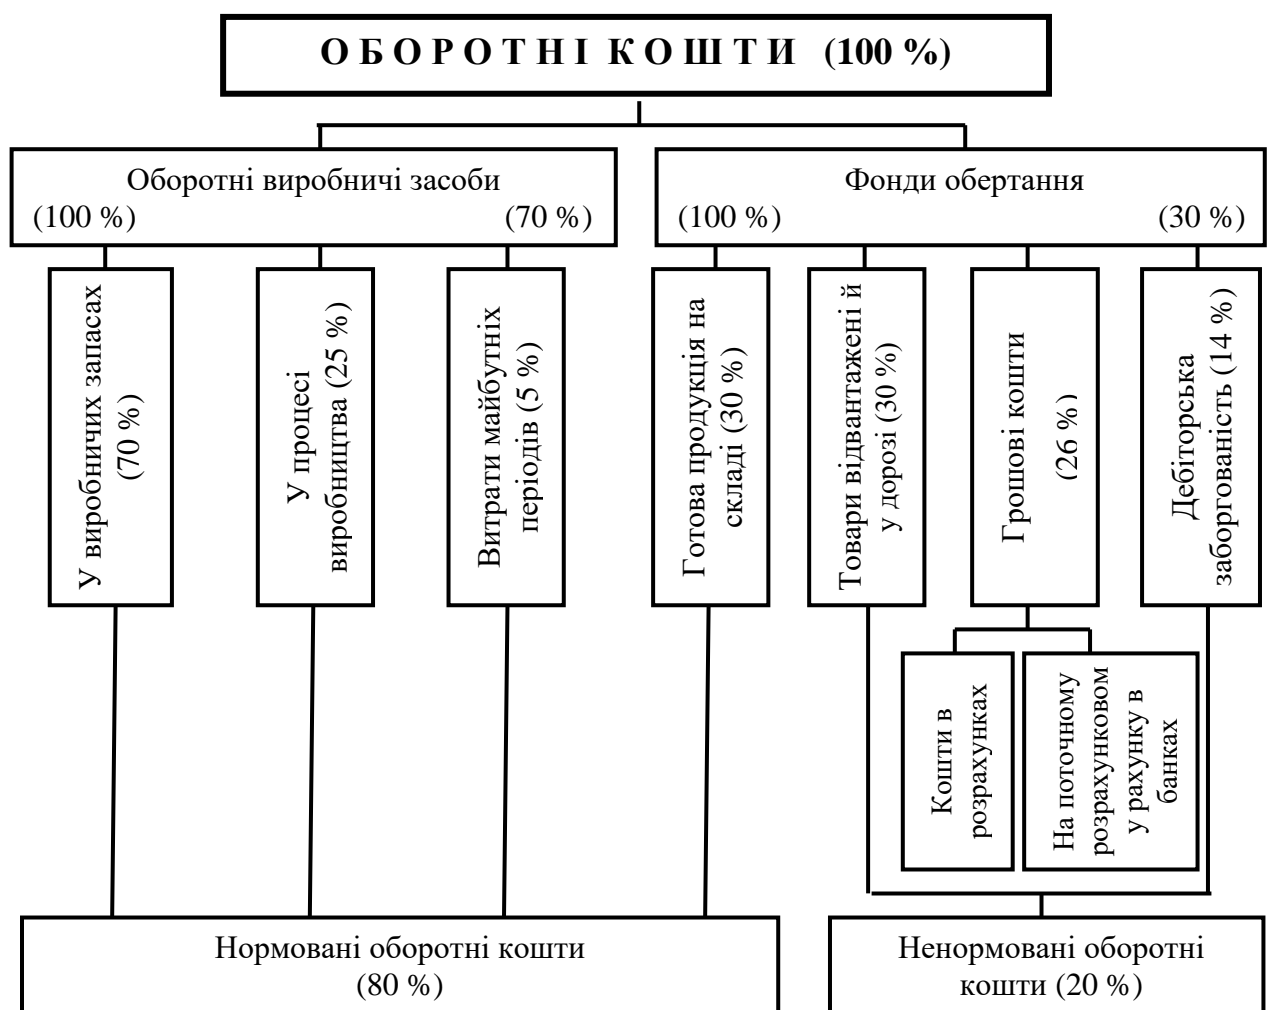 О Б О Р О Т Н І К О Ш Т И (100 %)
Оборотні виробничі засоби
(100 %) (70 %)
Фонди обертання
(100 %) (30 %)
У виробничих запасах
(70 %)
У процесі
виробництва (25 %)
Витрати майбутніх
періодів (5 %)
Готова продукція на
складі (30 %)
Товари відвантажені й
у дорозі (30 %)
Грошові кошти
(26 %)
Дебіторська
заборгованість (14 %)
Кошти в
розрахунках
На поточному
розрахунковом
у рахунку в
банках
Нормовані оборотні кошти
(80 %)
Ненормовані оборотні
кошти (20 %)